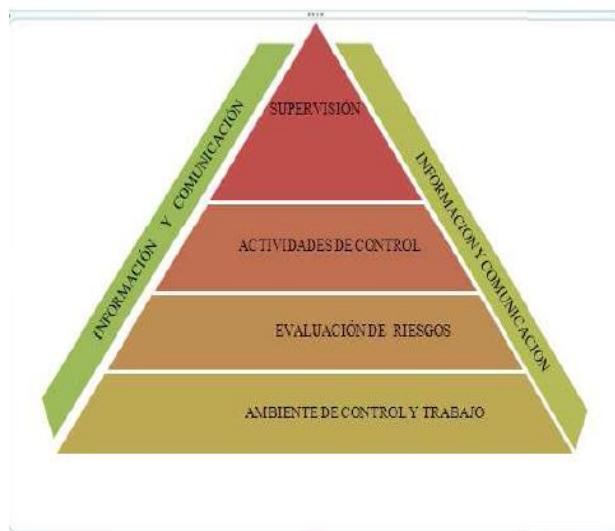 SUPERVISIÓN
INFORMACIÓN Y COMUNICACIÓN
INFORMACION Y COMUNICACION
ACTIVIDADES DE CONTROL
EVALUACIÓN DE RIESGOS
AMBIENTE DE CONTROL Y TRABAJO